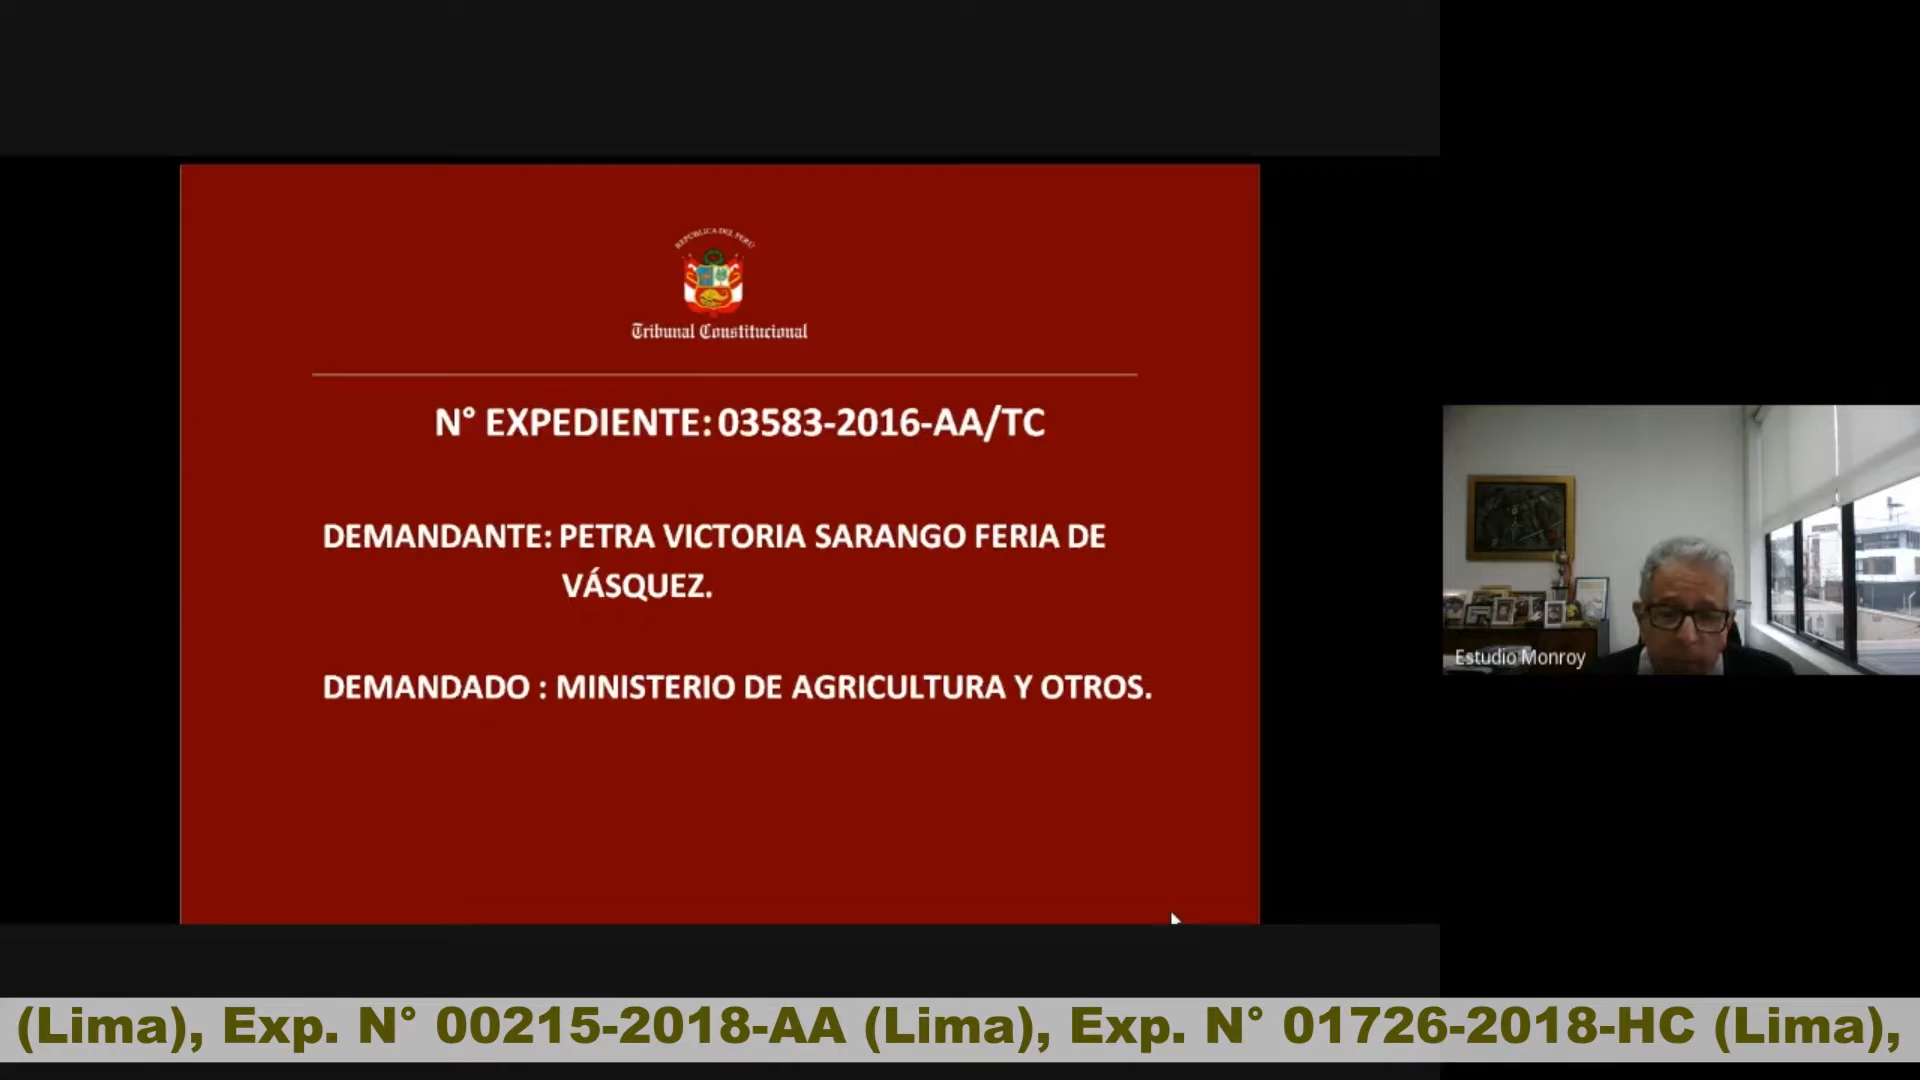 REPÚBLICA DEL PERÚ
Tribunal Constitucional
N° EXPEDIENTE: 03583-2016-AA/TC
DEMANDANTE: PETRA VICTORIA SARANGO FERIA DE
VÁSQUEZ.
DEMANDADO : MINISTERIO DE AGRICULTURA Y OTROS.
Estudio Monroy
(Lima), Exp. N° 00215-2018-AA (Lima), Exp. N° 01726-2018-HC (Lima),